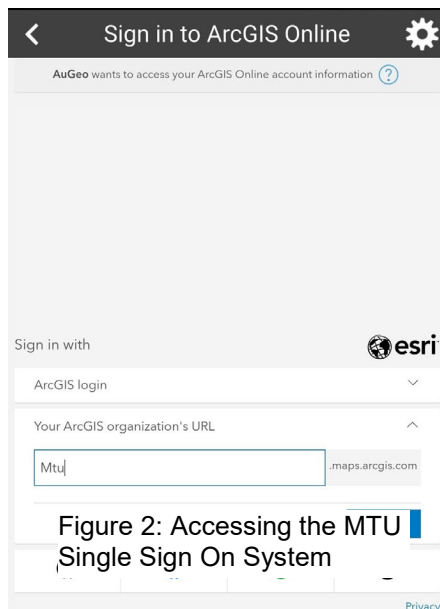 Sign in to ArcGIS Online
AuGeo wants to access your ArcGIS Online account information ?
Sign in with
esri
ArcGIS login
Your ArcGIS organization's URL
Mtu .maps.arcgis.com
Figure 2: Accessing the MTU
Single Sign On System
Privacy